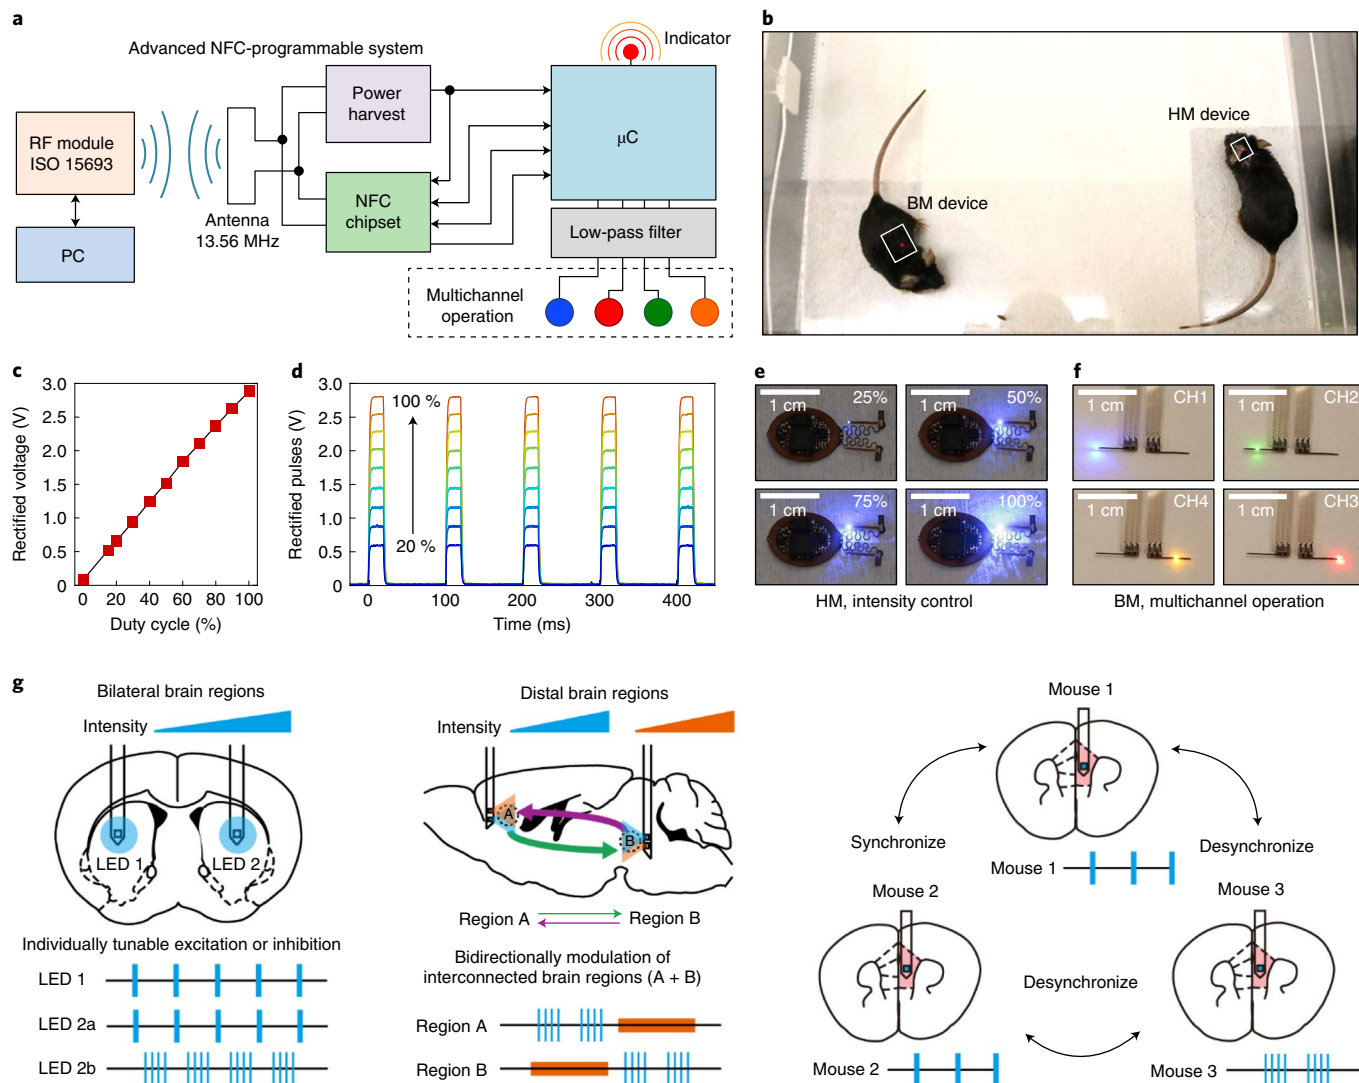 a
Advanced NFC-programmable system
Indicator
RF module
ISO 15693
PC
Antenna
13.56 MHz
Power
harvest
NFC
chipset
µC
Low-pass filter
Multichannel
operation
b
BM device
HM device
c
Rectified voltage (V)
3.0
2.5
2.0
1.5
1.0
0.5
0
0 20 40 60 80 100
Duty cycle (%)
d
Rectified pulses (V)
3.0
2.5
2.0
1.5
1.0
0.5
0
100 %
20 %
0 100 200 300 400
Time (ms)
e
25%
1 cm
50%
1 cm
75%
1 cm
100%
1 cm
HM, intensity control
f
CH1
1 cm
CH2
1 cm
CH4
1 cm
CH3
1 cm
BM, multichannel operation
g
Bilateral brain regions
Intensity
LED 1
LED 2
Individually tunable excitation or inhibition
LED 1
LED 2a
LED 2b
Distal brain regions
Intensity
A
B
Region A
Region B
Bidirectionally modulation of
interconnected brain regions (A + B)
Region A
Region B
Mouse 1
Synchronize
Desynchronize
Mouse 1
Mouse 2
Mouse 3
Desynchronize
Mouse 2
Mouse 3